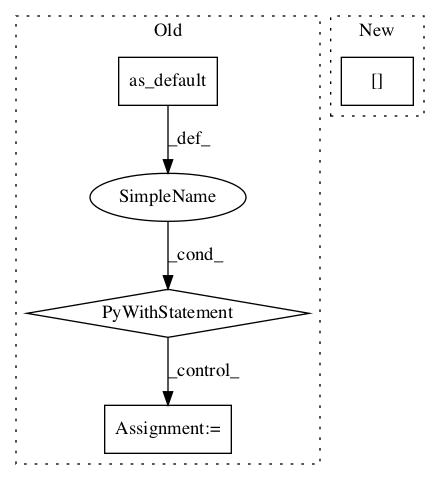 Old
New
as_default
[]
_def_
SimpleName
_cond_
PyWithStatement
_control_
Assignment:=